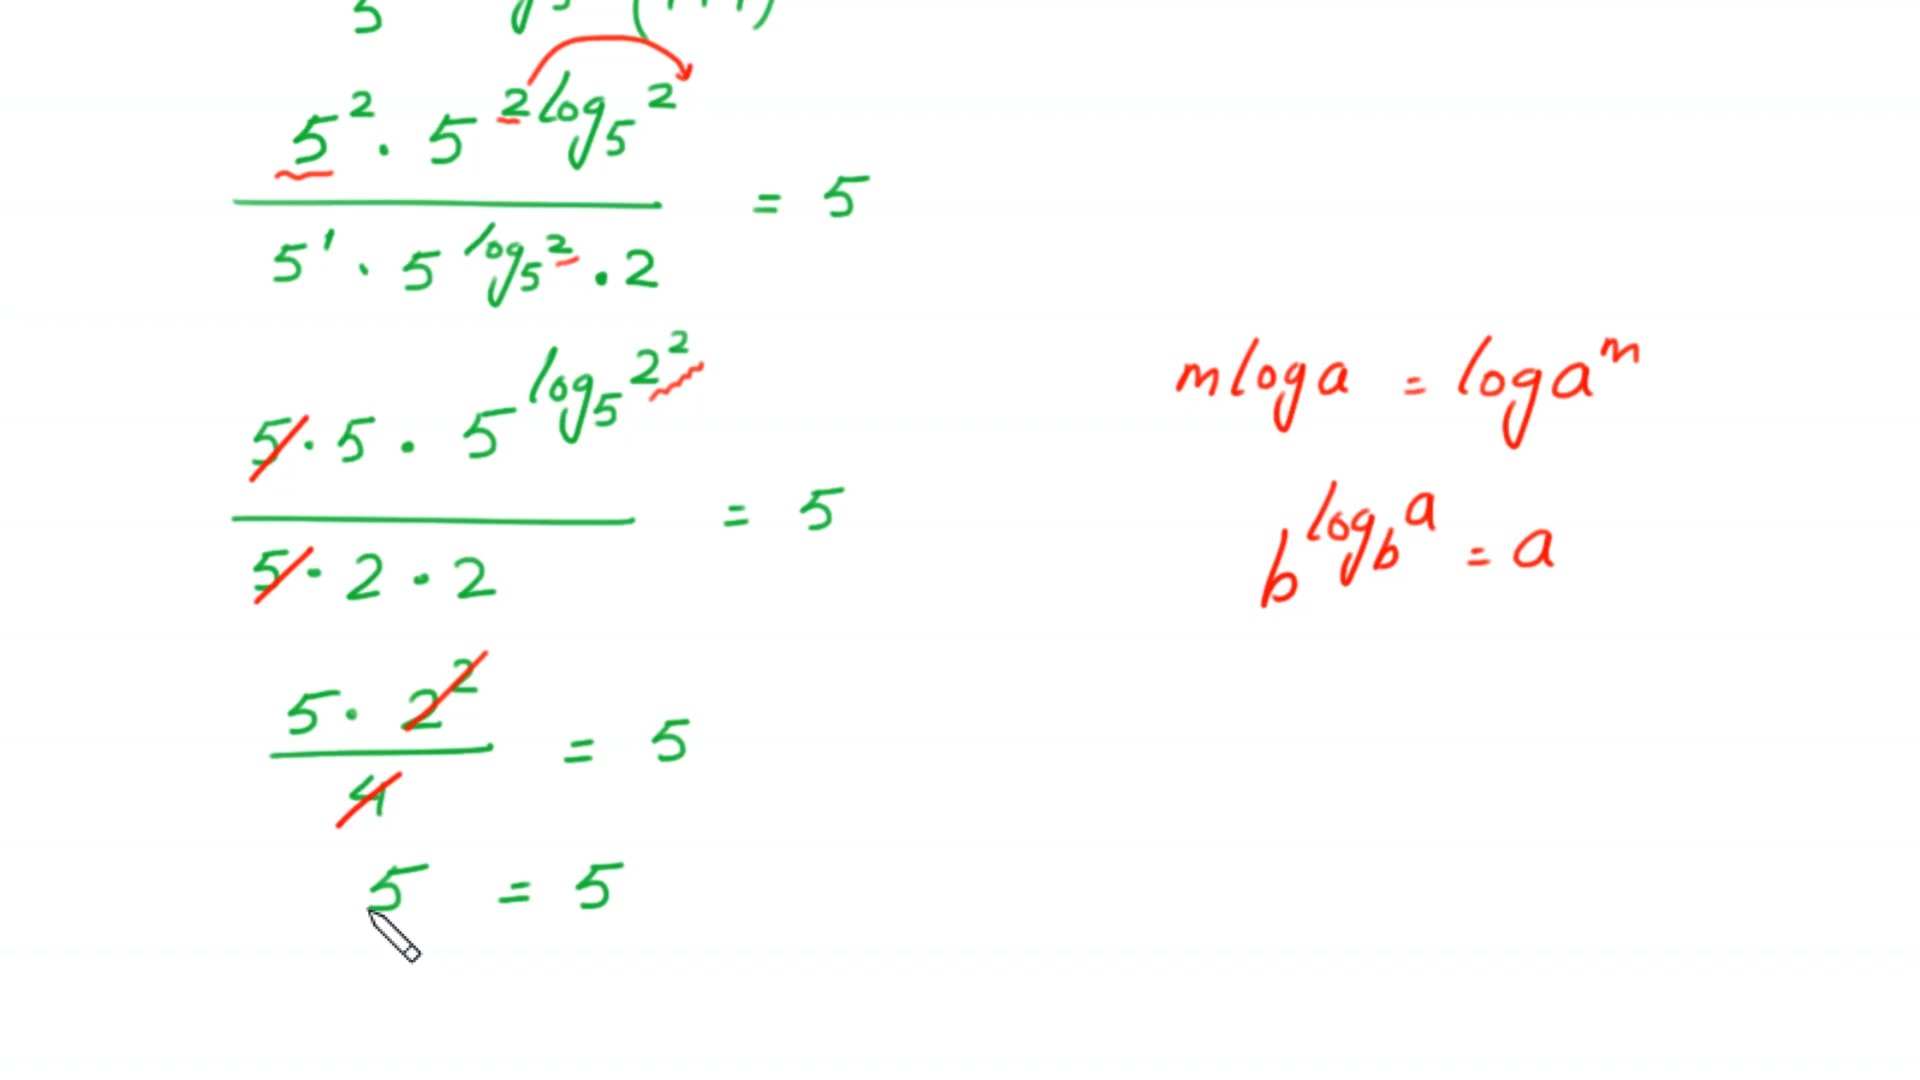 5² · 5^(2log₅2)
5¹ · 5^(log₅2) · 2
= 5
5 · 5 · 5^(log₅2²)
5 · 2 · 2
= 5
5 · 2²
4
= 5
5 = 5
mloga = loga^m
b^(log_b a) = a